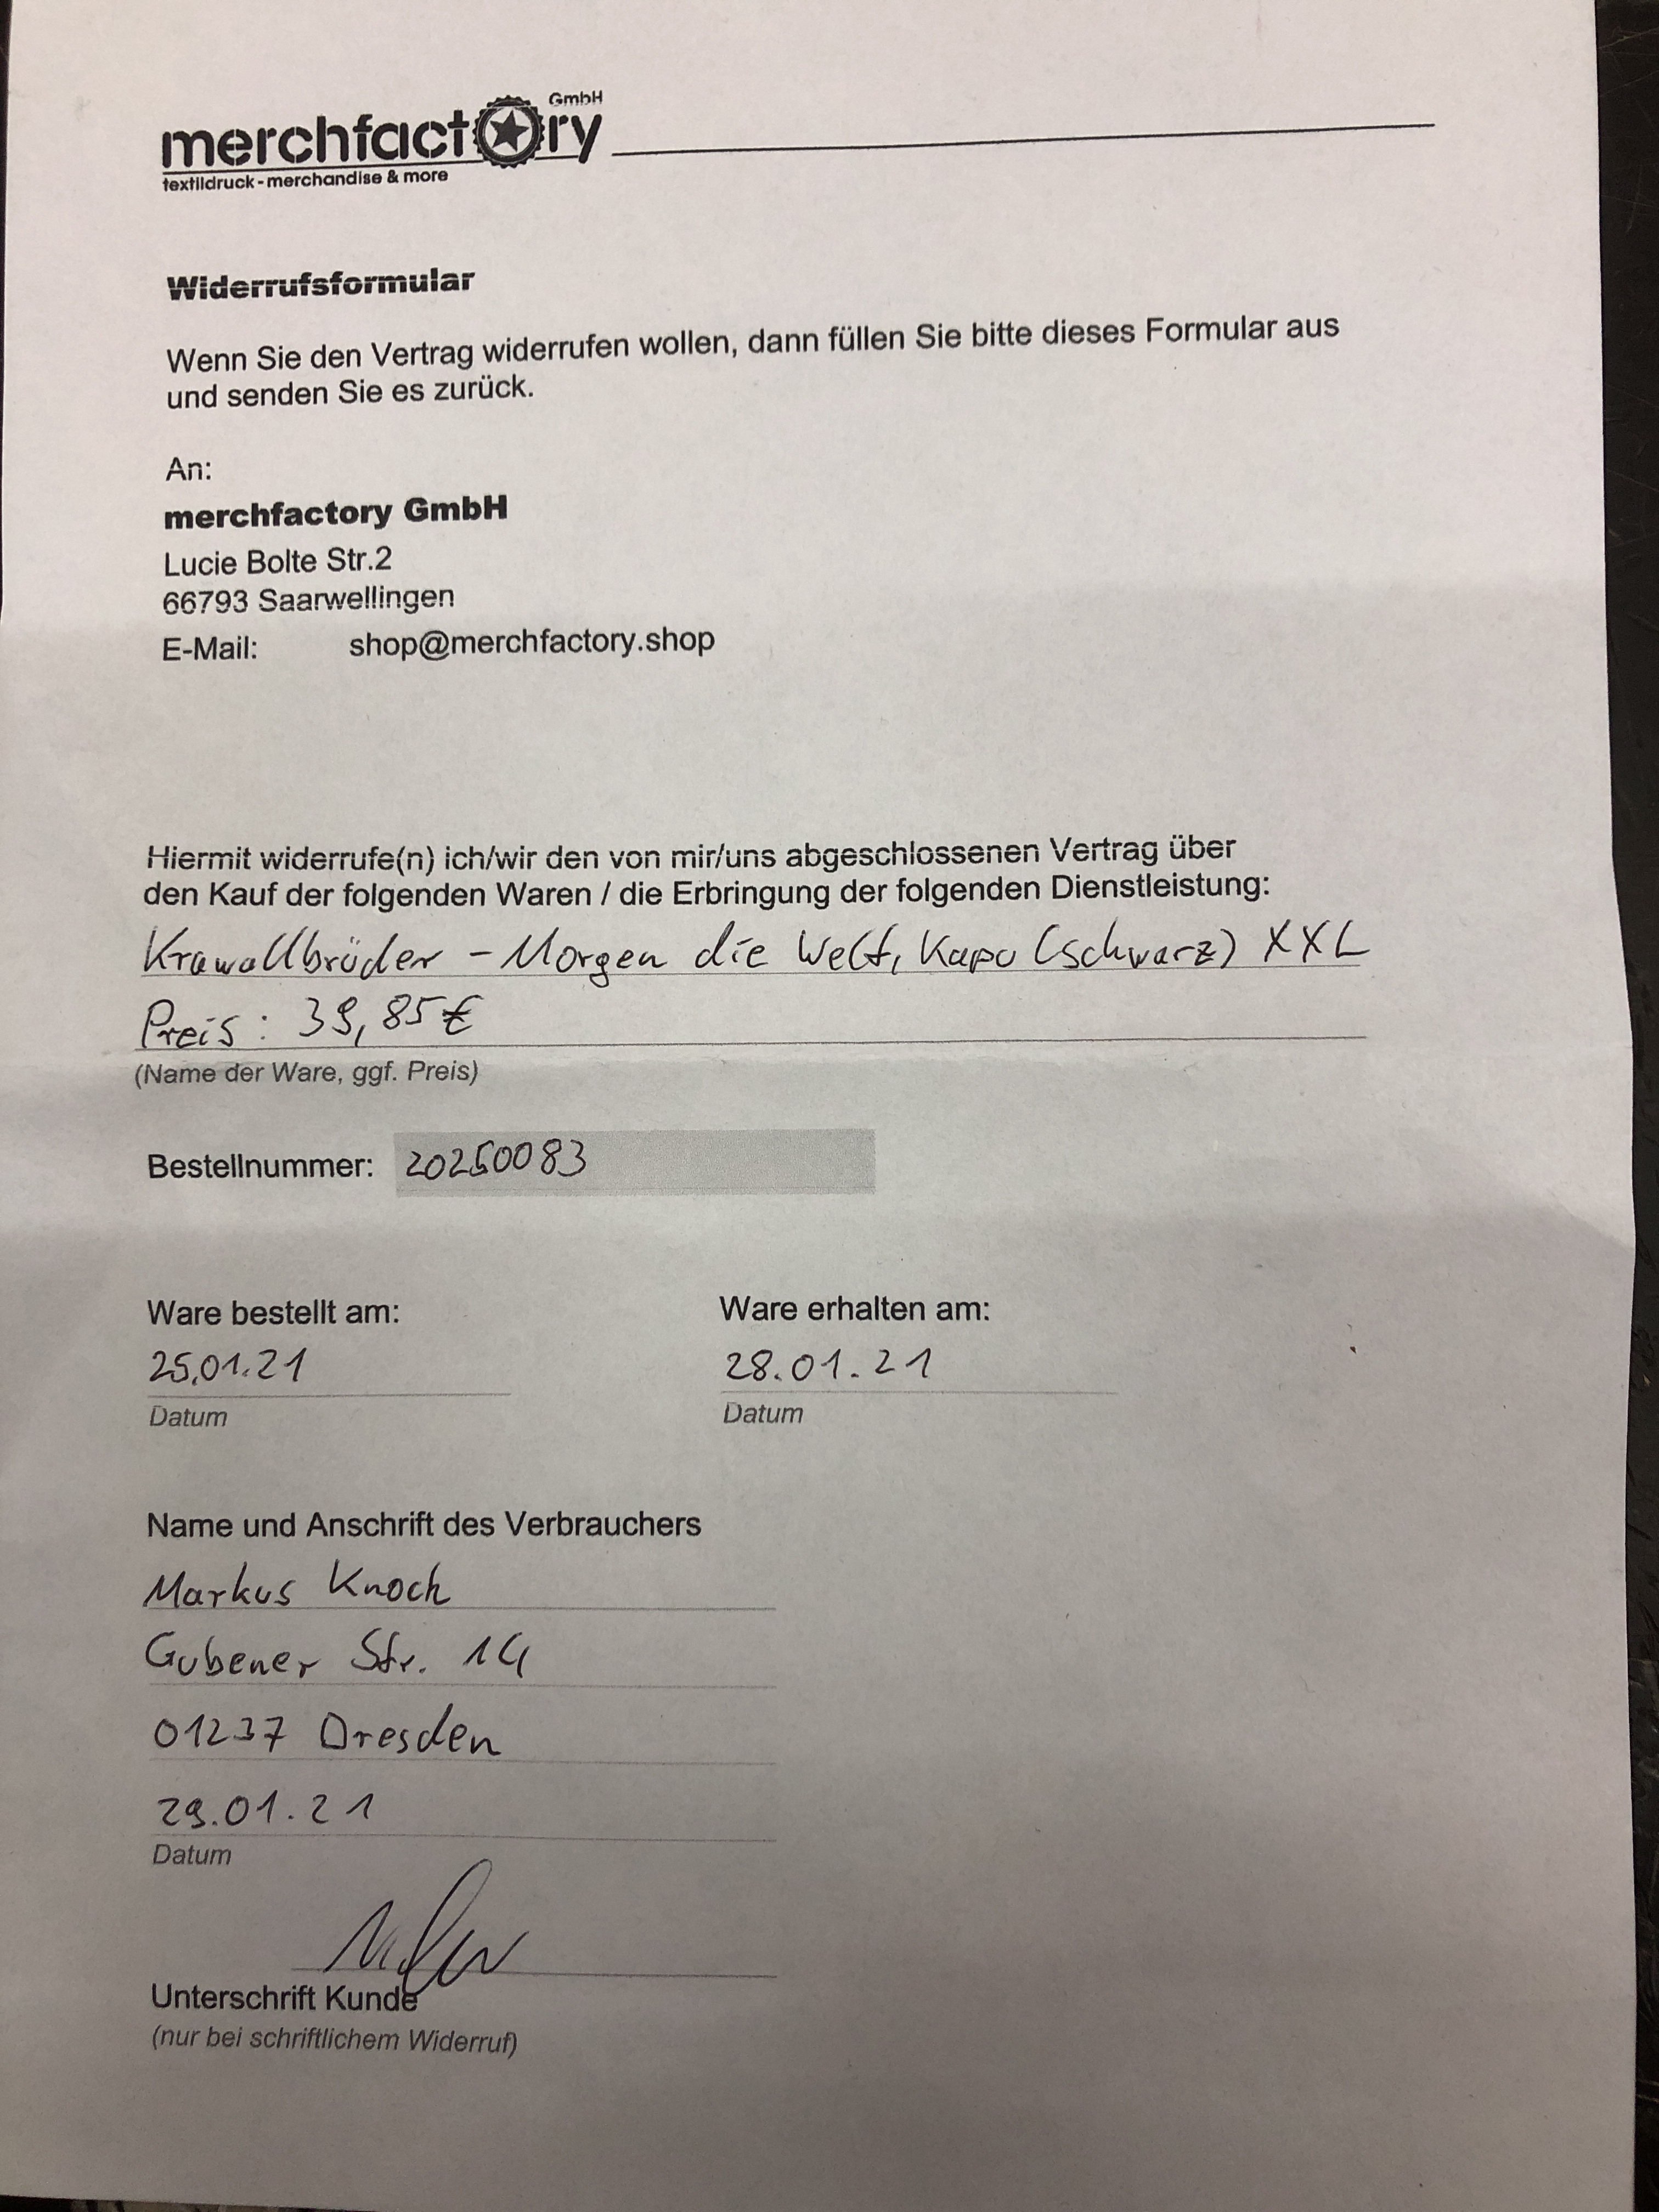 merchfactory GmbH
textildruck - merchandise & more
Widerrufsformular
Wenn Sie den Vertrag widerrufen wollen, dann füllen Sie bitte dieses Formular aus
und senden Sie es zurück.
An:
merchfactory GmbH
Lucie Bolte Str.2
66793 Saarwellingen
E-Mail: shop@merchfactory.shop
Hiermit widerrufe(n) ich/wir den von mir/uns abgeschlossenen Vertrag über
den Kauf der folgenden Waren / die Erbringung der folgenden Dienstleistung:
Krawallbrüder - Morgen die Welt, Kapu (schwarz) XXL
Preis: 39,85€
(Name der Ware, ggf. Preis)
Bestellnummer: 20250083
Ware bestellt am: Ware erhalten am:
25.01.21 28.01.21
Datum Datum
Name und Anschrift des Verbrauchers
Markus Knoch
Gubener Str. 14
01237 Dresden
29.01.21
Datum
Unterschrift Kunde
(nur bei schriftlichem Widerruf)